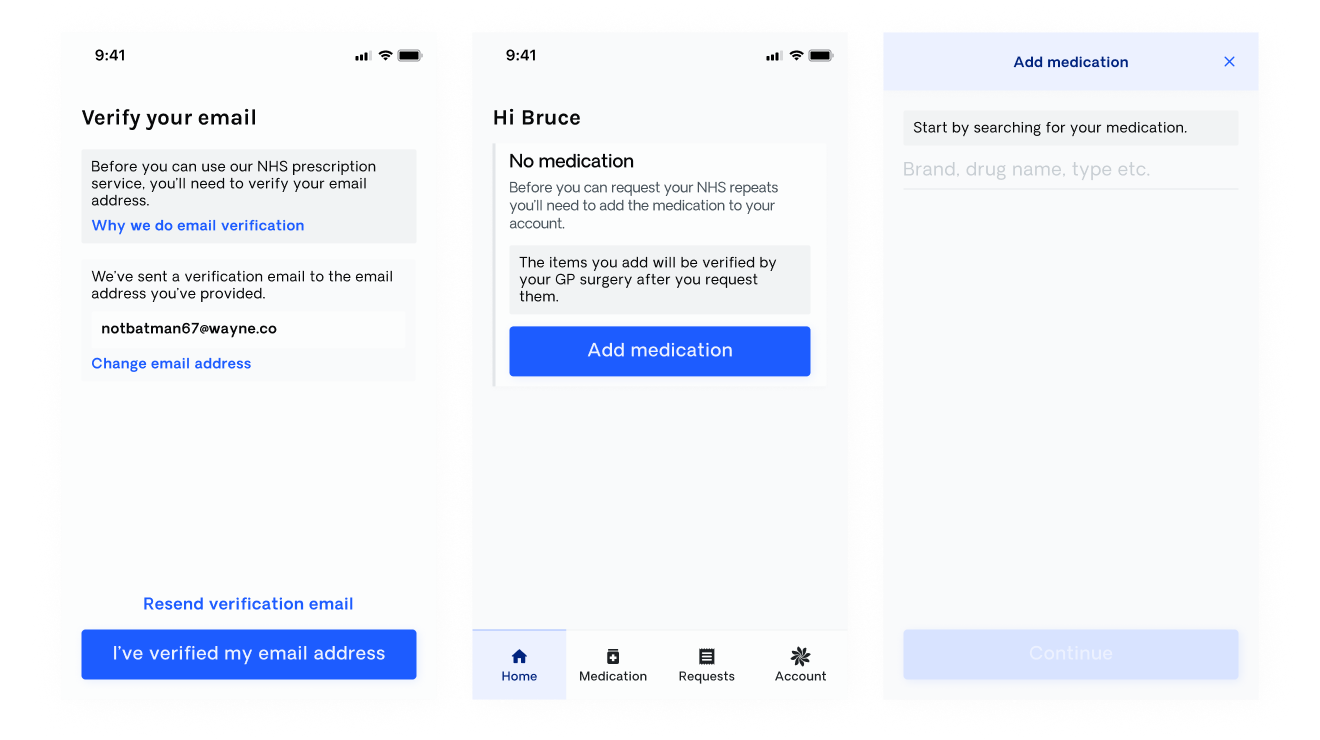 9:41
Verify your email
Before you can use our NHS prescription
service, you'll need to verify your email
address.
Why we do email verification
We've sent a verification email to the email
address you've provided.
notbatman67@wayne.co
Change email address
Resend verification email
I've verified my email address
9:41
Hi Bruce
No medication
Before you can request your NHS repeats
you'll need to add the medication to your
account.
The items you add will be verified by
your GP surgery after you request
them.
Add medication
Home
Medication
Requests
Account
Add medication
Start by searching for your medication.
Brand, drug name, type etc.
Continue